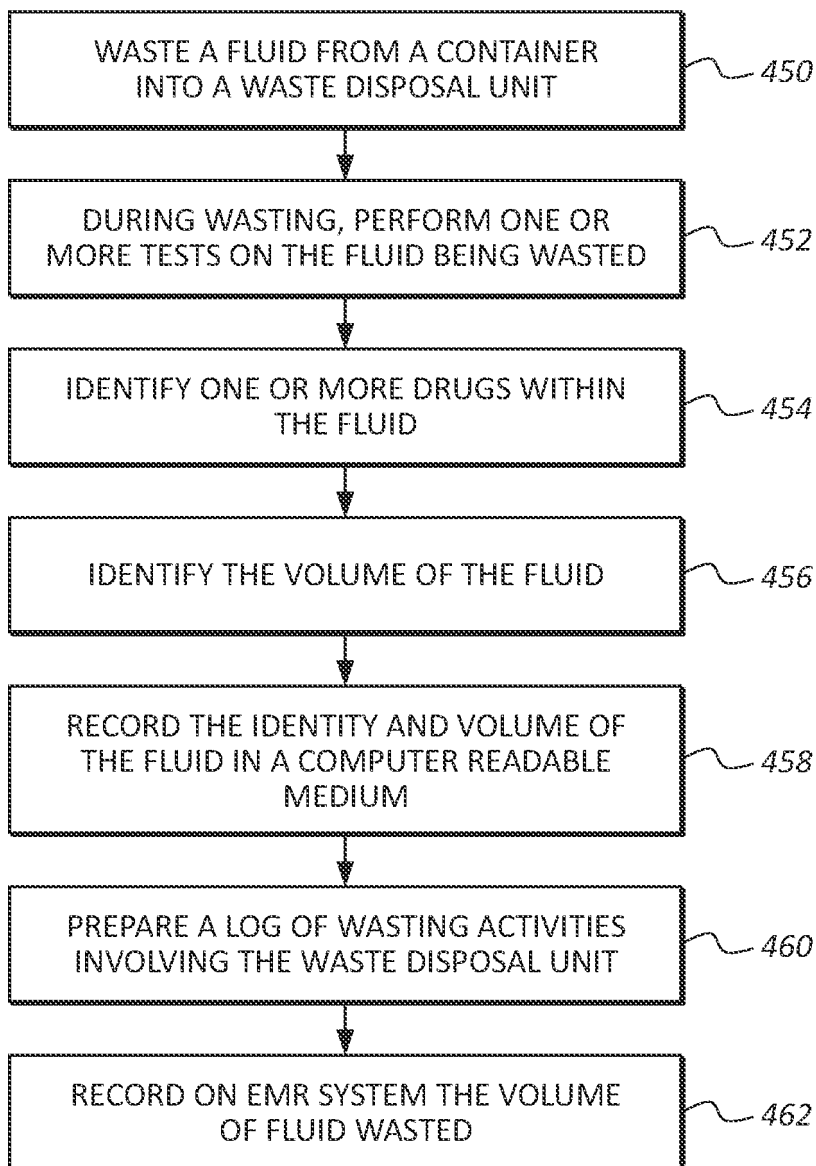 WASTE A FLUID FROM A CONTAINER
INTO A WASTE DISPOSAL UNIT
450
DURING WASTING, PERFORM ONE OR
MORE TESTS ON THE FLUID BEING WASTED
452
IDENTIFY ONE OR MORE DRUGS WITHIN
THE FLUID
454
IDENTIFY THE VOLUME OF THE FLUID
456
RECORD THE IDENTITY AND VOLUME OF
THE FLUID IN A COMPUTER READABLE
MEDIUM
458
PREPARE A LOG OF WASTING ACTIVITIES
INVOLVING THE WASTE DISPOSAL UNIT
460
RECORD ON EMR SYSTEM THE VOLUME
OF FLUID WASTED
462